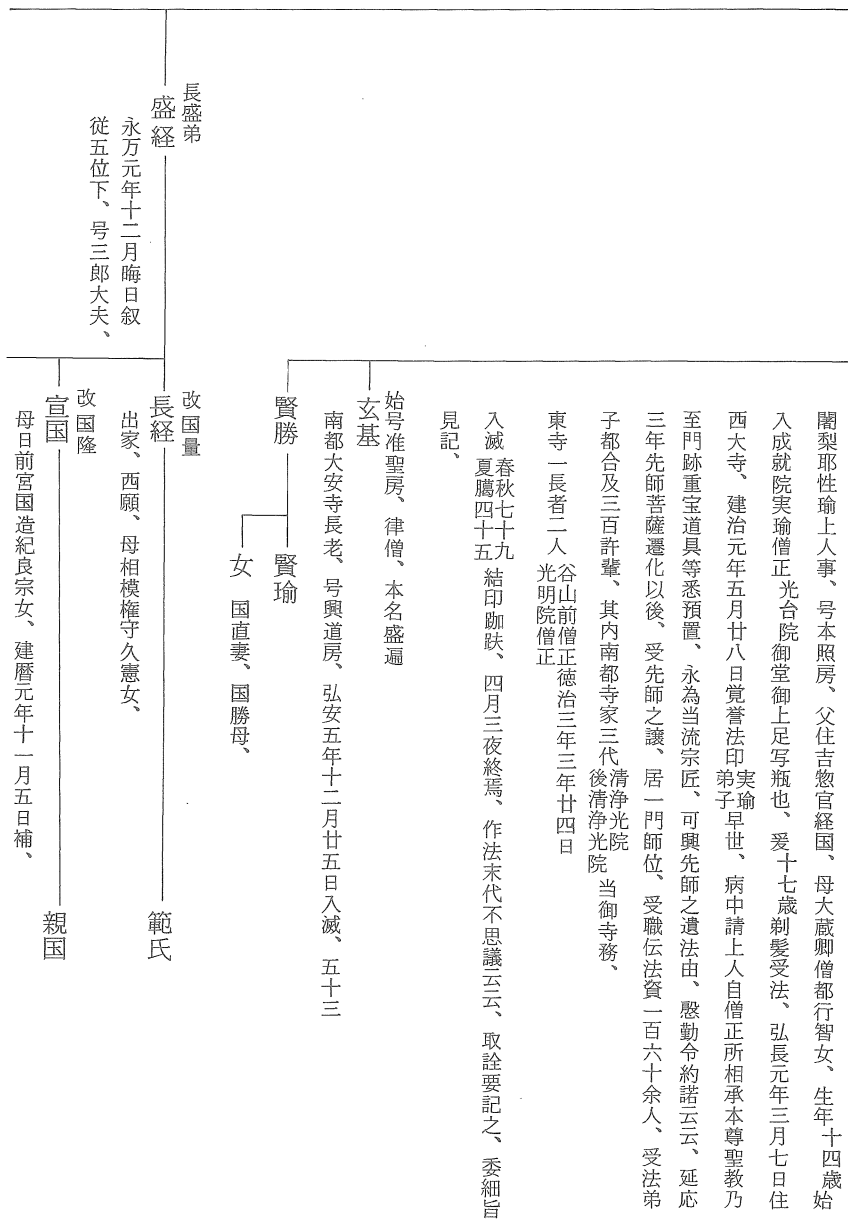 闍梨耶性瑜上人事、号本照房、父住吉惣官経国、母大蔵卿僧都行智女、生年十四歳始
入成就院実瑜僧正光台院御堂御上足写瓶也、爰十七歳剃髪受法、弘長元年三月七日住
西大寺、建治元年五月廿八日覚誉法印実瑜弟子早世、病中請上人自僧正所相承本尊聖教乃
至門跡重宝道具等悉預置、永為当流宗匠、可興先師之遺法由、慇勤令約諾云云、延応
三年先師菩薩遷化以後、受先師之譲、居一門師位、受職伝法資一百六十余人、受法弟
子都合及三百許輩、其内南都寺家三代清浄光院後清浄光院当御寺務、
東寺一長者二人谷山前僧正光明院僧正徳治三年三年廿四日
入滅春秋七十九夏﨟四十五結印跏趺、四月三夜終焉、作法末代不思議云云、取詮要記之、委細旨
見記、
始号准聖房、律僧、本名盛遍
玄基
南都大安寺長老、号興道房、弘安五年十二月廿五日入滅、五十三
賢勝
賢瑜
女
国直妻、国勝母、
長盛弟
盛経
永万元年十二月晦日叙
従五位下、号三郎大夫、
改国量
長経
出家、西願、母相模権守久憲女、
範氏
改国隆
宣国
母日前宮国造紀良宗女、建暦元年十一月五日補、
親国